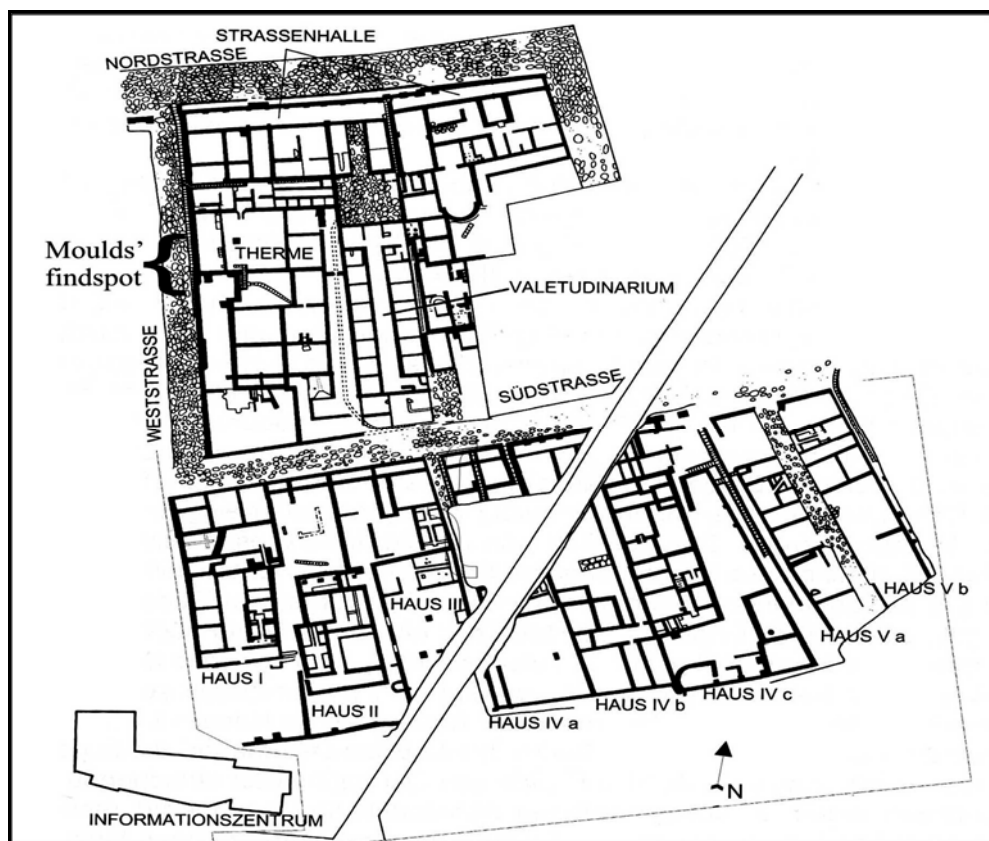 STRASSENHALLE
NORDSTRASSE
Moulds'
findspot
THERME
VALETUDINARIUM
WESTSTRASSE
SÜDSTRASSE
HAUS III
HAUS V b
HAUS V a
HAUS I
HAUS II
HAUS IV a
HAUS IV b
HAUS IV c
N
INFORMATIONSZENTRUM